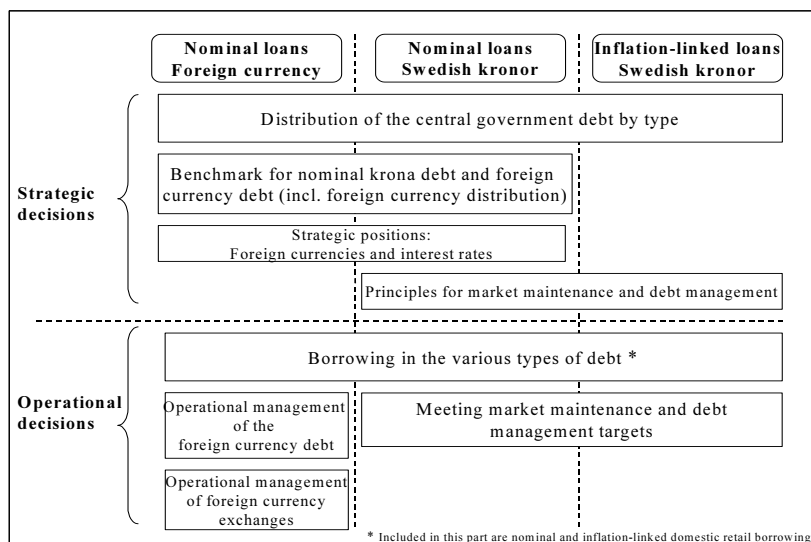 Nominal loans
Foreign currency
Nominal loans
Swedish kronor
Inflation-linked loans
Swedish kronor
Distribution of the central government debt by type
Strategic
decisions
Benchmark for nominal krona debt and foreign
currency debt (incl. foreign currency distribution)
Strategic positions:
Foreign currencies and interest rates
Principles for market maintenance and debt management
Borrowing in the various types of debt *
Operational
decisions
Operational management
of the
foreign currency debt
Meeting market maintenance and debt
management targets
Operational management
of foreign currency
exchanges
* Included in this part are nominal and inflation-linked domestic retail borrowing